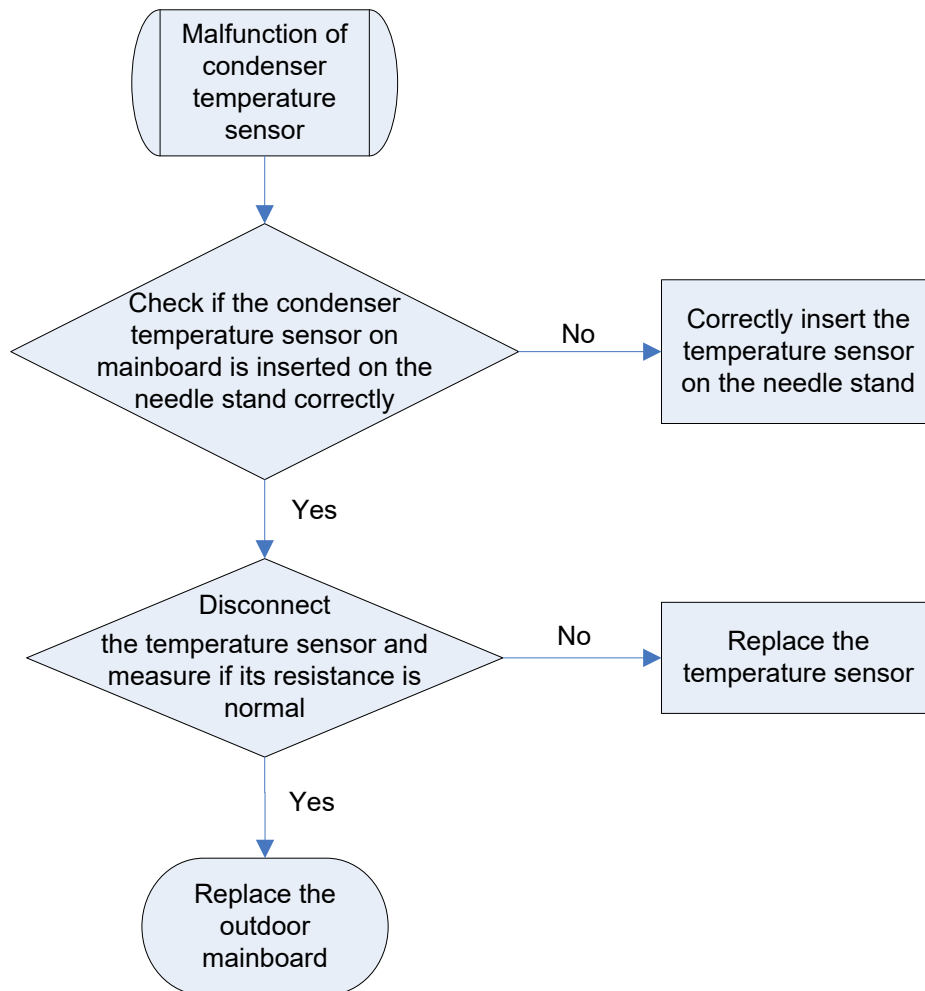 Malfunction of
condenser
temperature
sensor
Check if the condenser
temperature sensor on
mainboard is inserted on the
needle stand correctly
No
Correctly insert the
temperature sensor
on the needle stand
Yes
Disconnect
the temperature sensor and
measure if its resistance is
normal
No
Replace the
temperature sensor
Yes
Replace the
outdoor
mainboard